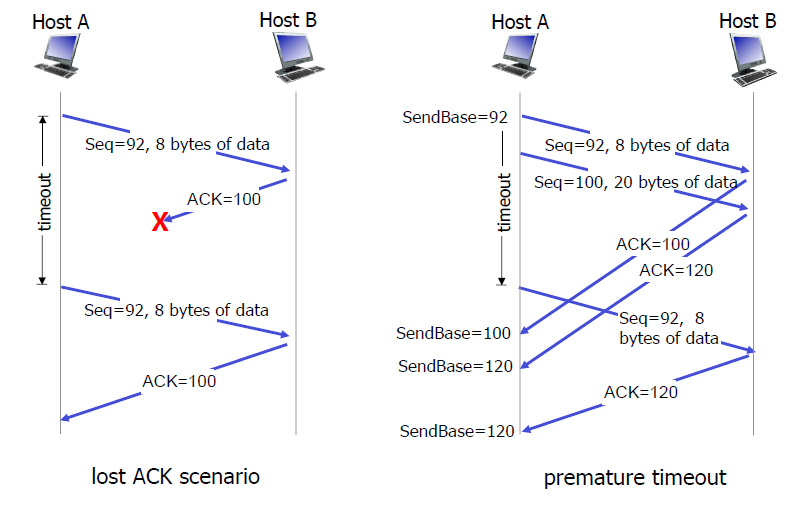 Host A
Host B
Seq=92, 8 bytes of data
ACK=100
X
timeout
Seq=92, 8 bytes of data
ACK=100
lost ACK scenario
Host A
Host B
SendBase=92
Seq=92, 8 bytes of data
Seq=100, 20 bytes of data
timeout
ACK=100
ACK=120
Seq=92,  8
bytes of data
SendBase=100
SendBase=120
ACK=120
SendBase=120
premature timeout